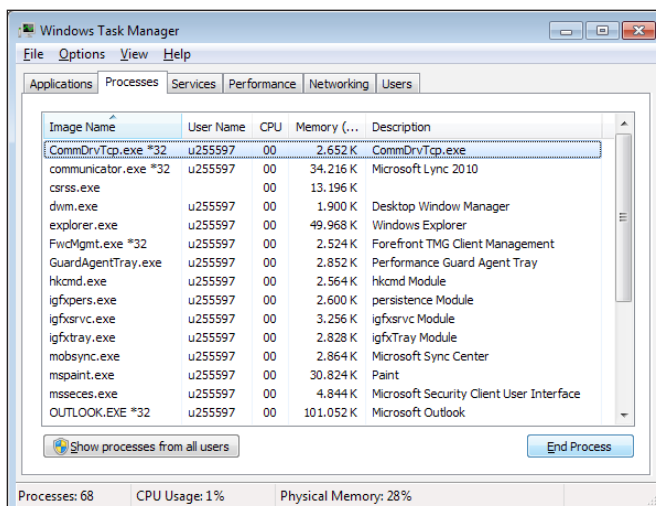 Windows Task Manager
File Options View Help
Applications Processes Services Performance Networking Users
Image Name User Name CPU Memory (... Description
CommDrvTcp.exe *32 u255597 00 2.652 K CommDrvTcp.exe
communicator.exe *32 u255597 00 34.216 K Microsoft Lync 2010
csrss.exe 00 13.196 K
dwm.exe u255597 00 1.900 K Desktop Window Manager
explorer.exe u255597 00 49.968 K Windows Explorer
FwcMgmt.exe *32 u255597 00 2.524 K Forefront TMG Client Management
GuardAgentTray.exe u255597 00 2.852 K Performance Guard Agent Tray
hkcmd.exe u255597 00 2.564 K hkcmd Module
igfxpers.exe u255597 00 2.600 K persistence Module
igfxsrvc.exe u255597 00 3.256 K igfxsrvc Module
igfxtray.exe u255597 00 2.828 K igfxTray Module
mobsync.exe u255597 00 2.864 K Microsoft Sync Center
mspaint.exe u255597 00 30.824 K Paint
msseces.exe u255597 00 4.844 K Microsoft Security Client User Interface
OUTLOOK.EXE *32 u255597 00 101.052 K Microsoft Outlook
Show processes from all users End Process
Processes: 68 CPU Usage: 1% Physical Memory: 28%